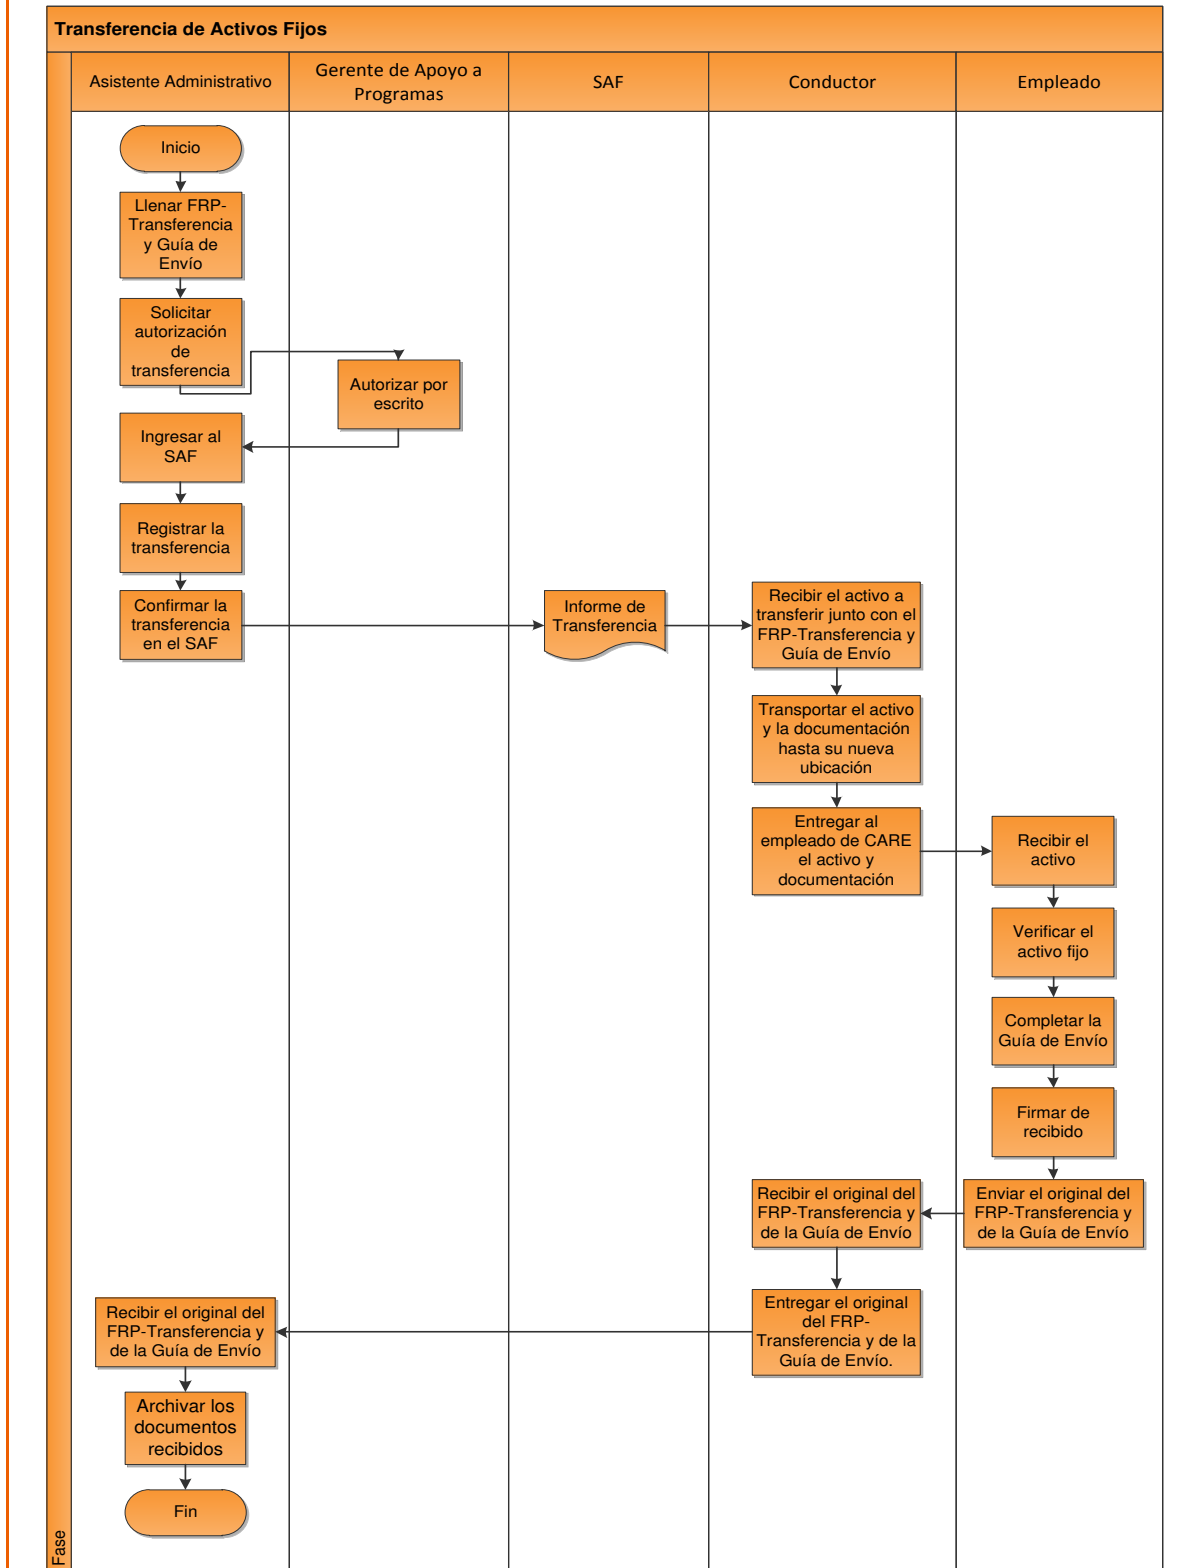 Transferencia de Activos Fijos
Asistente Administrativo
Gerente de Apoyo a
Programas
SAF
Conductor
Empleado
Inicio
Llenar FRP-
Transferencia
y Guía de
Envío
Solicitar
autorización
de
transferencia
Autorizar por
escrito
Ingresar al
SAF
Registrar la
transferencia
Confirmar la
transferencia
en el SAF
Informe de
Transferencia
Recibir el activo a
transferir junto con el
FRP-Transferencia y
Guía de Envío
Transportar el activo
y la documentación
hasta su nueva
ubicación
Entregar al
empleado de CARE
el activo y
documentación
Recibir el
activo
Verificar el
activo fijo
Completar la
Guía de Envío
Firmar de
recibido
Enviar el original del
FRP-Transferencia y
de la Guía de Envío
Recibir el original del
FRP-Transferencia y
de la Guía de Envío
Entregar el original
del FRP-
Transferencia y de la
Guía de Envío.
Recibir el original del
FRP-Transferencia y
de la Guía de Envío
Archivar los
documentos
recibidos
Fin
Fase